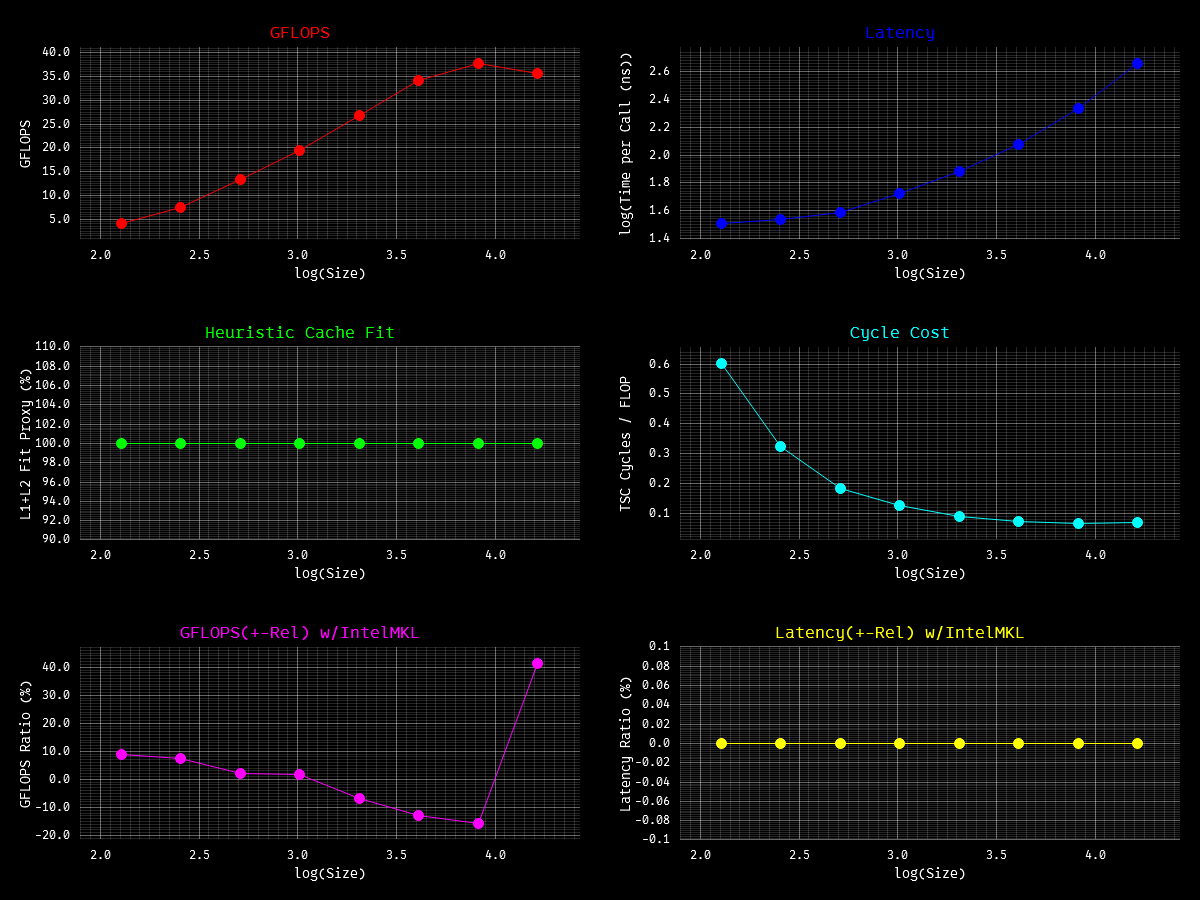 GFLOPS
GFLOPS
40.0
35.0
30.0
25.0
20.0
15.0
10.0
5.0
2.0 2.5 3.0 3.5 4.0
log(Size)
Latency
log(Time per Call (ns))
2.6
2.4
2.2
2.0
1.8
1.6
1.4
2.0 2.5 3.0 3.5 4.0
log(Size)
Heuristic Cache Fit
L1+L2 Fit Proxy (%)
110.0
108.0
106.0
104.0
102.0
100.0
98.0
96.0
94.0
92.0
90.0
2.0 2.5 3.0 3.5 4.0
log(Size)
Cycle Cost
TSC Cycles / FLOP
0.6
0.5
0.4
0.3
0.2
0.1
2.0 2.5 3.0 3.5 4.0
log(Size)
GFLOPS(+-Rel) w/IntelMKL
GFLOPS Ratio (%)
40.0
30.0
20.0
10.0
0.0
-10.0
-20.0
2.0 2.5 3.0 3.5 4.0
log(Size)
Latency(+-Rel) w/IntelMKL
Latency Ratio (%)
0.1
0.08
0.06
0.04
0.02
0.0
-0.02
-0.04
-0.06
-0.08
-0.1
2.0 2.5 3.0 3.5 4.0
log(Size)